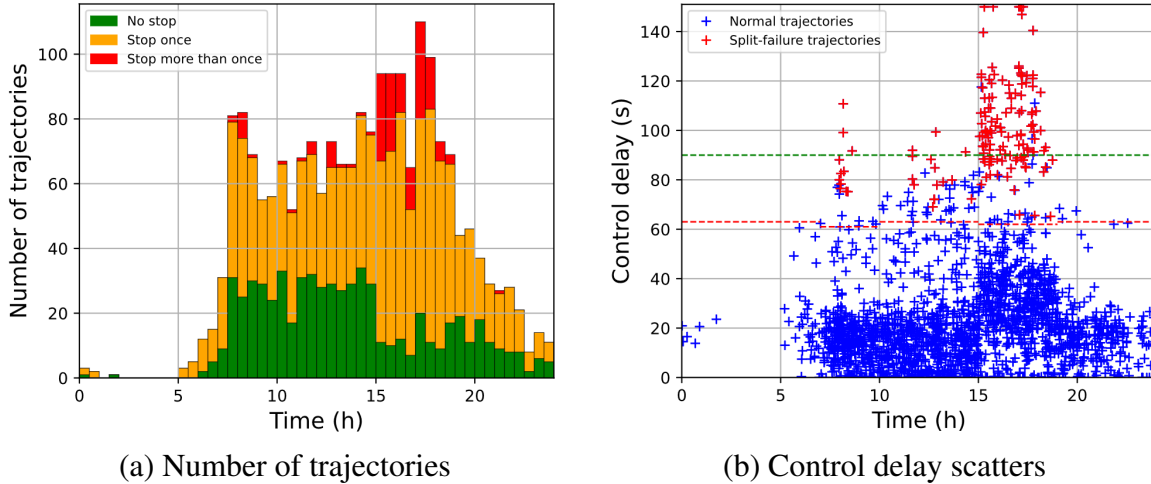 No stop
Stop once
Stop more than once
Number of trajectories
100
80
60
40
20
0
0 5 10 15 20
Time (h)
(a) Number of trajectories
Normal trajectories
Split-failure trajectories
Control delay (s)
140
120
100
80
60
40
20
0
0 5 10 15 20
Time (h)
(b) Control delay scatters